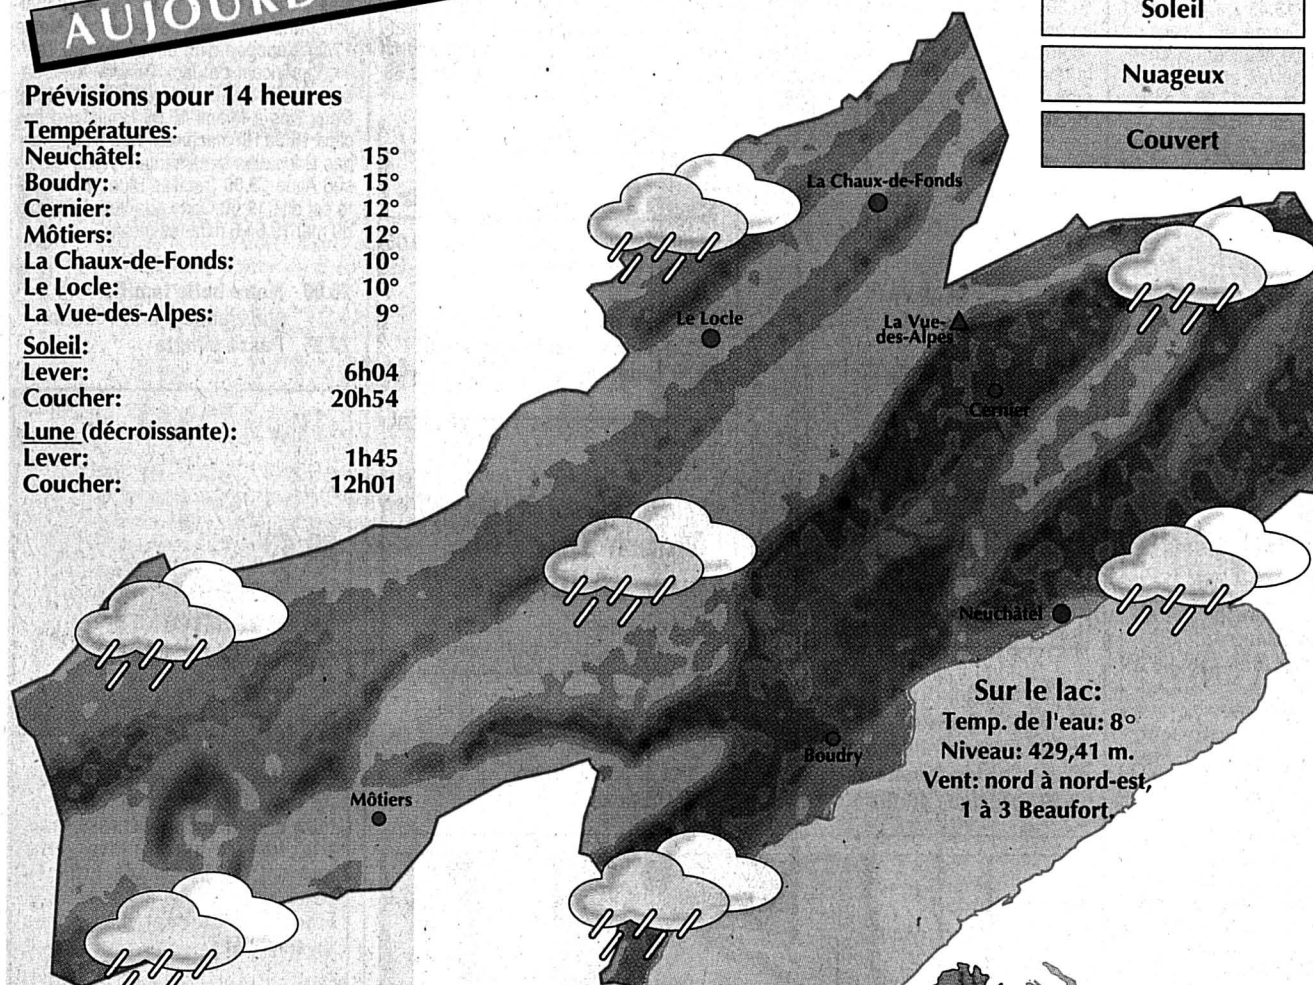 Prévisions pour 14 heures
Températures:
Neuchâtel: 15°
Boudry: 15°
Cernier: 12°
Môtiers: 12°
La Chaux-de-Fonds: 10°
Le Locle: 10°
La Vue-des-Alpes: 9°
Soleil:
Lever: 6h04
Coucher: 20h54
Lune (décroissante):
Lever: 1h45
Coucher: 12h01
Soleil
Nuageux
Couvert
La Chaux-de-Fonds
Le Locle
La Vue-
des-Alpes
Cernier
Neuchâtel
Boudry
Môtiers
Sur le lac:
Temp. de l'eau: 8°
Niveau: 429,41 m.
Vent: nord à nord-est,
1 à 3 Beaufort.